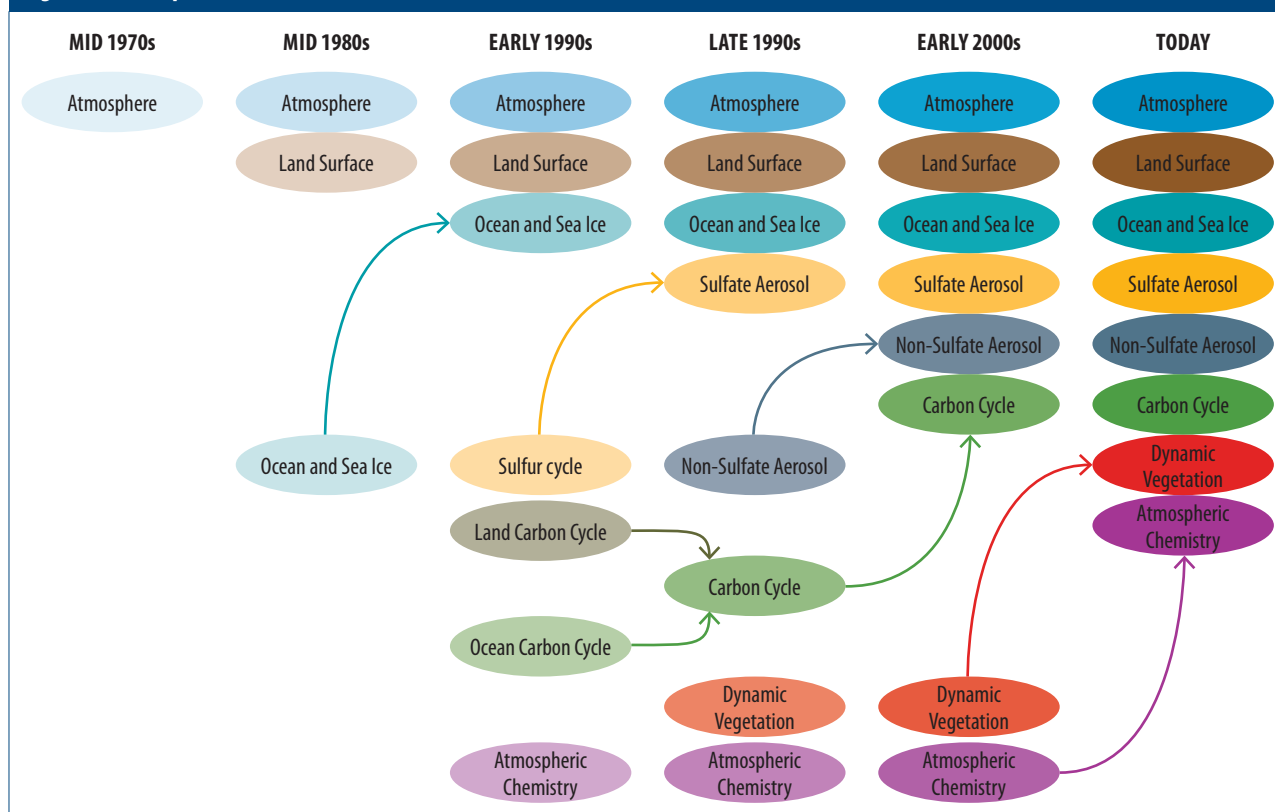 MID 1970s
MID 1980s
EARLY 1990s
LATE 1990s
EARLY 2000s
TODAY
Atmosphere
Atmosphere
Atmosphere
Atmosphere
Atmosphere
Atmosphere
Land Surface
Land Surface
Land Surface
Land Surface
Land Surface
Ocean and Sea Ice
Ocean and Sea Ice
Ocean and Sea Ice
Ocean and Sea Ice
Sulfate Aerosol
Sulfate Aerosol
Sulfate Aerosol
Non-Sulfate Aerosol
Non-Sulfate Aerosol
Carbon Cycle
Carbon Cycle
Ocean and Sea Ice
Sulfur cycle
Non-Sulfate Aerosol
Dynamic
Vegetation
Land Carbon Cycle
Atmospheric
Chemistry
Carbon Cycle
Ocean Carbon Cycle
Dynamic
Vegetation
Dynamic
Vegetation
Atmospheric
Chemistry
Atmospheric
Chemistry
Atmospheric
Chemistry